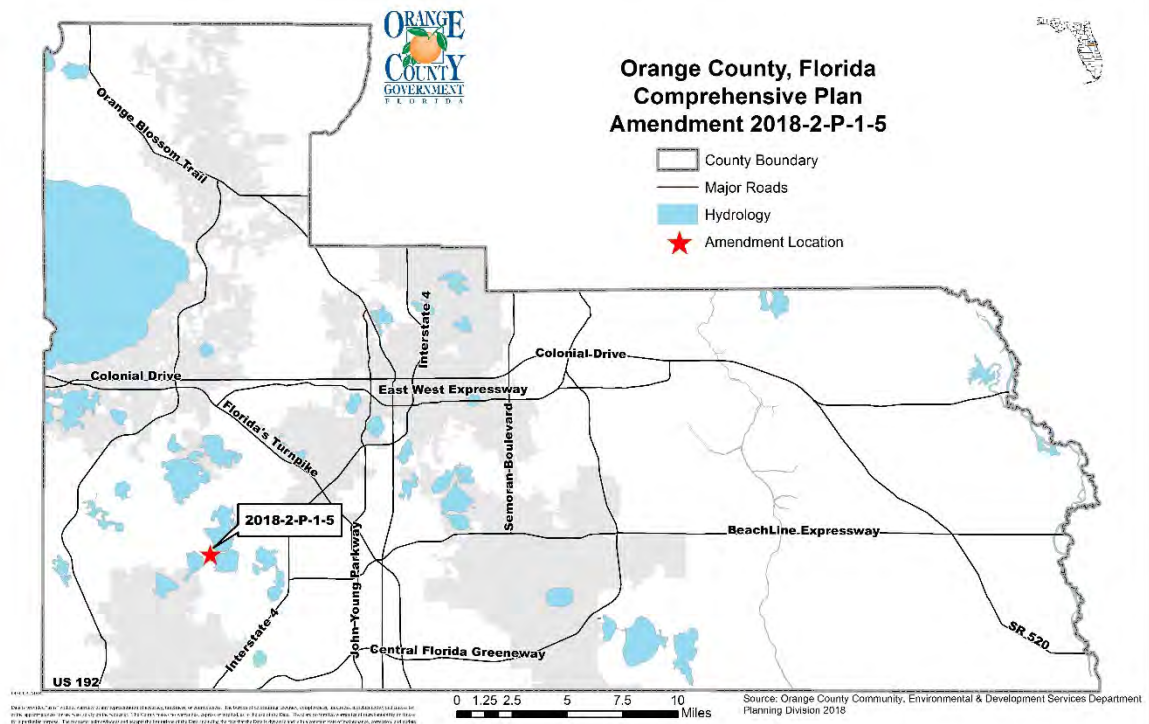 ORANGE
COUNTY
GOVERNMENT
FLORIDA
Orange County, Florida
Comprehensive Plan
Amendment 2018-2-P-1-5
County Boundary
Major Roads
Hydrology
Amendment Location
Orange Blossom Trail
Interstate 4
Colonial Drive
Colonial Drive
East West Expressway
Florida's Turnpike
Semoran Boulevard
2018-2-P-1-5
BeachLine Expressway
John Young Parkway
Interstate 4
Central Florida Greeneway
SR 520
US 192
0 1.25 2.5 5 7.5 10
Miles
Source: Orange County Community, Environmental & Development Services Department
Planning Division 2018